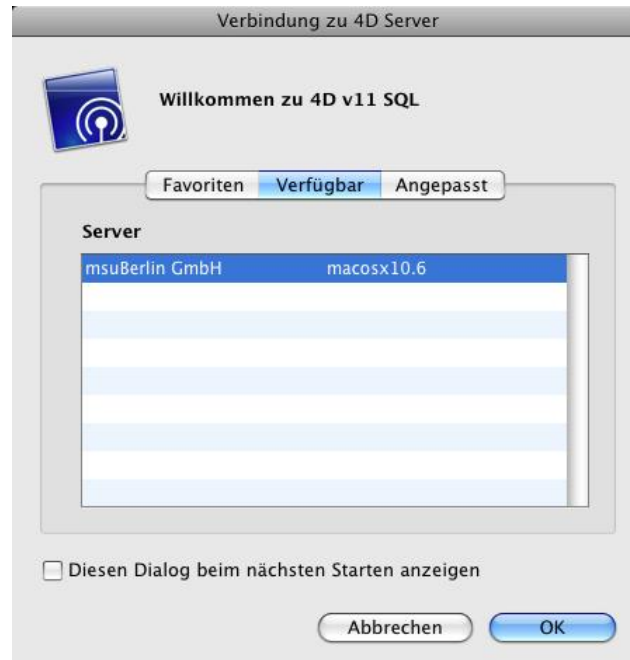 Verbindung zu 4D Server
Willkommen zu 4D v11 SQL
Favoriten Verfügbar Angepasst
Server
msuBerlin GmbH macosx10.6
Diesen Dialog beim nächsten Starten anzeigen
Abbrechen OK